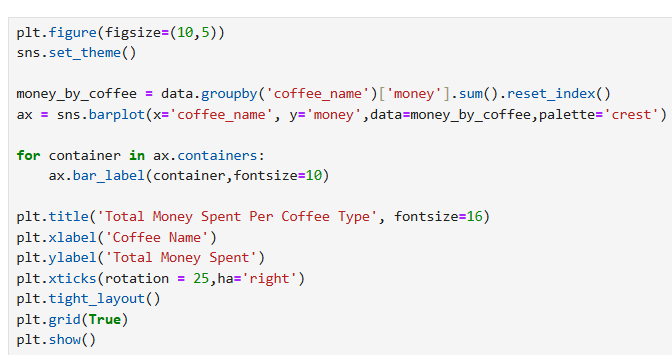 plt.figure(figsize=(10,5))
sns.set_theme()

money_by_coffee = data.groupby('coffee_name')['money'].sum().reset_index()
ax = sns.barplot(x='coffee_name', y='money',data=money_by_coffee,palette='crest')

for container in ax.containers:
    ax.bar_label(container,fontsize=10)

plt.title('Total Money Spent Per Coffee Type', fontsize=16)
plt.xlabel('Coffee Name')
plt.ylabel('Total Money Spent')
plt.xticks(rotation = 25,ha='right')
plt.tight_layout()
plt.grid(True)
plt.show()